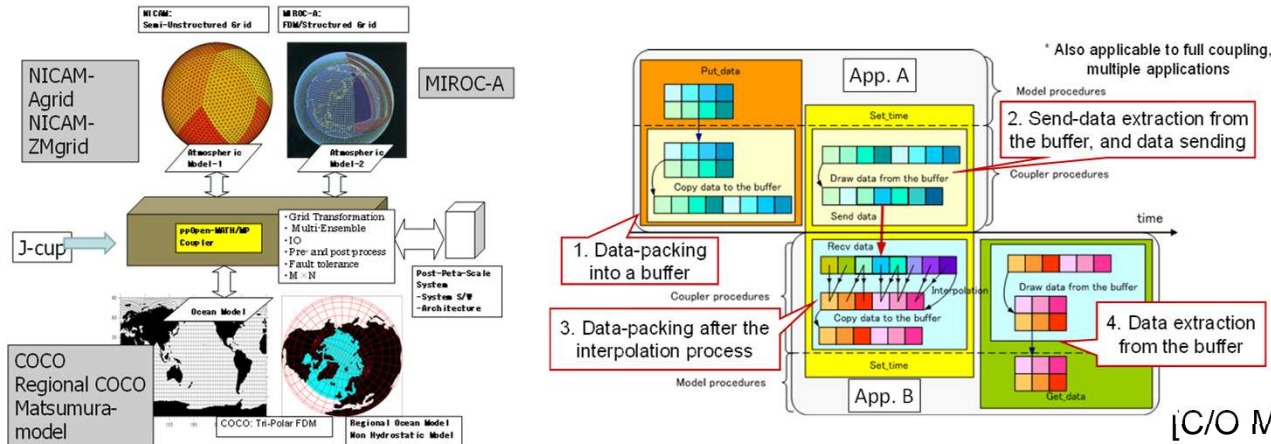 NICAM:
Semi-Unstructured Grid
MIROC-A:
FDM/Structured Grid
NICAM-
Agrid
NICAM-
ZMgrid
MIROC-A
Atmospheric
Model-1
Atmospheric
Model-2
J-cup
ppOpen-MATH/MP
Coupler
・Grid Transformation
・Multi-Ensemble
・IO
・Pre- and post-process
・Fault tolerance
・M×N
Post-Peta-Scale
System
-System S/W
-Architecture
Ocean Model
COCO
Regional COCO
Matsumura-
model
COCO: Tri-Polar FDM
Regional Ocean Model
Non Hydrostatic Model
* Also applicable to full coupling,
multiple applications
App. A
Put_data
Model procedures
Set_time
2. Send-data extraction from
the buffer, and data sending
Copy data to the buffer
Draw data from the buffer
Send data
Coupler procedures
time
1. Data-packing
into a buffer
Recv data
Interpolation
Coupler procedures
Copy data to the buffer
3. Data-packing after the
interpolation process
Draw data from the buffer
4. Data extraction
from the buffer
Set_time
Model procedures
App. B
Get_data
[C/O M